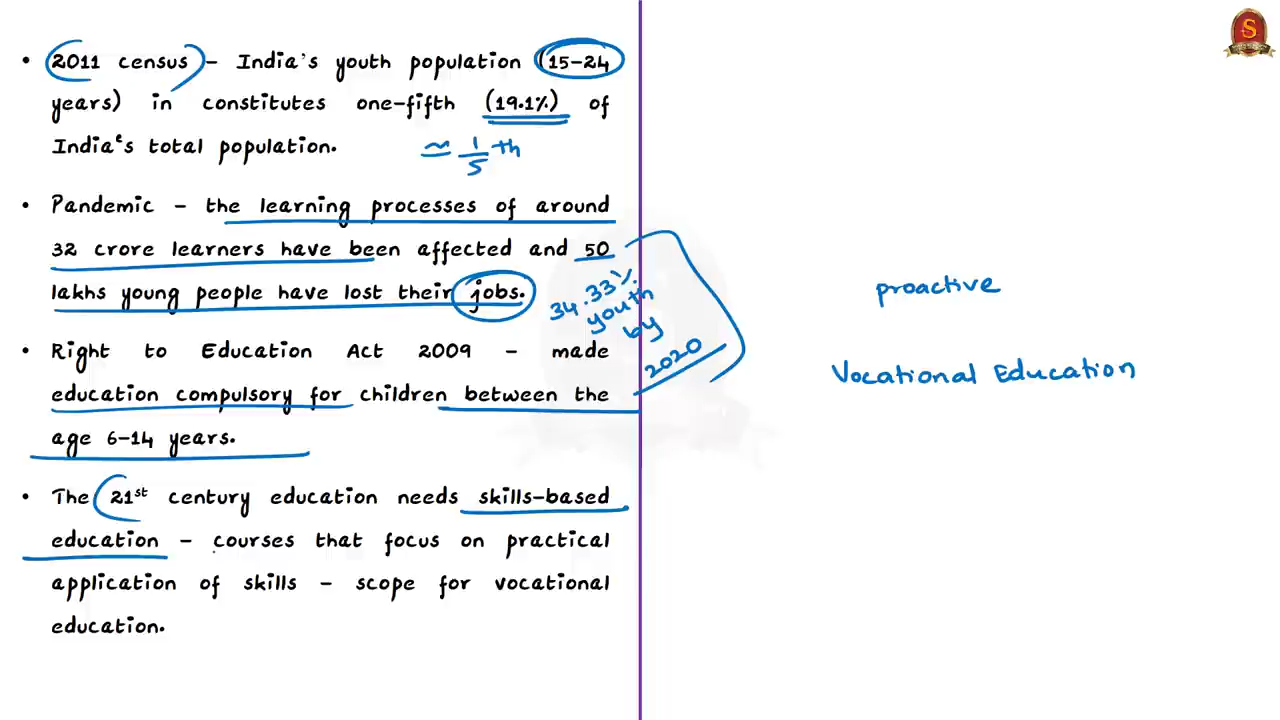 • 2011 census - India's youth population (15-24
years) in constitutes one-fifth (19.1%) of
India's total population.
≃ 1/5 th
• Pandemic - the learning processes of around
32 crore learners have been affected and 50
lakhs young people have lost their jobs.
34.33%
youth
by
2020
• Right to Education Act 2009 - made
education compulsory for children between the
age 6-14 years.
• The 21st century education needs skills-based
education - courses that focus on practical
application of skills - scope for vocational
education.
S
proactive
Vocational Education